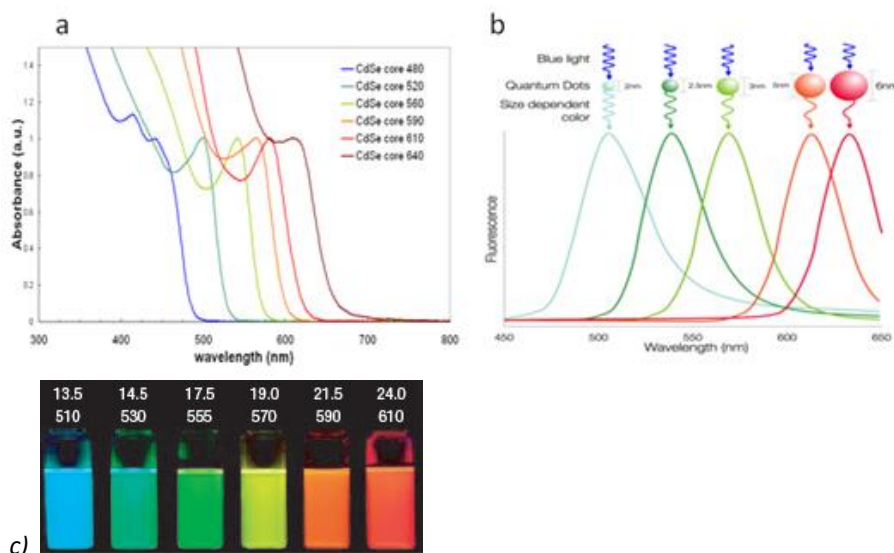 a
Absorbance (a.u.)
1.4
1.2
1
0.8
0.6
0.4
0.2
0
300 400 500 600 700 800
wavelength (nm)
CdSe core 480
CdSe core 520
CdSe core 560
CdSe core 590
CdSe core 610
CdSe core 640
b
Blue light
Quantum Dots
2nm 2.5nm 3nm 5nm 6nm
Size dependent
color
Fluorescence
450 500 550 600 650
Wavelength (nm)
13.5 14.5 17.5 19.0 21.5 24.0
510 530 555 570 590 610
c)